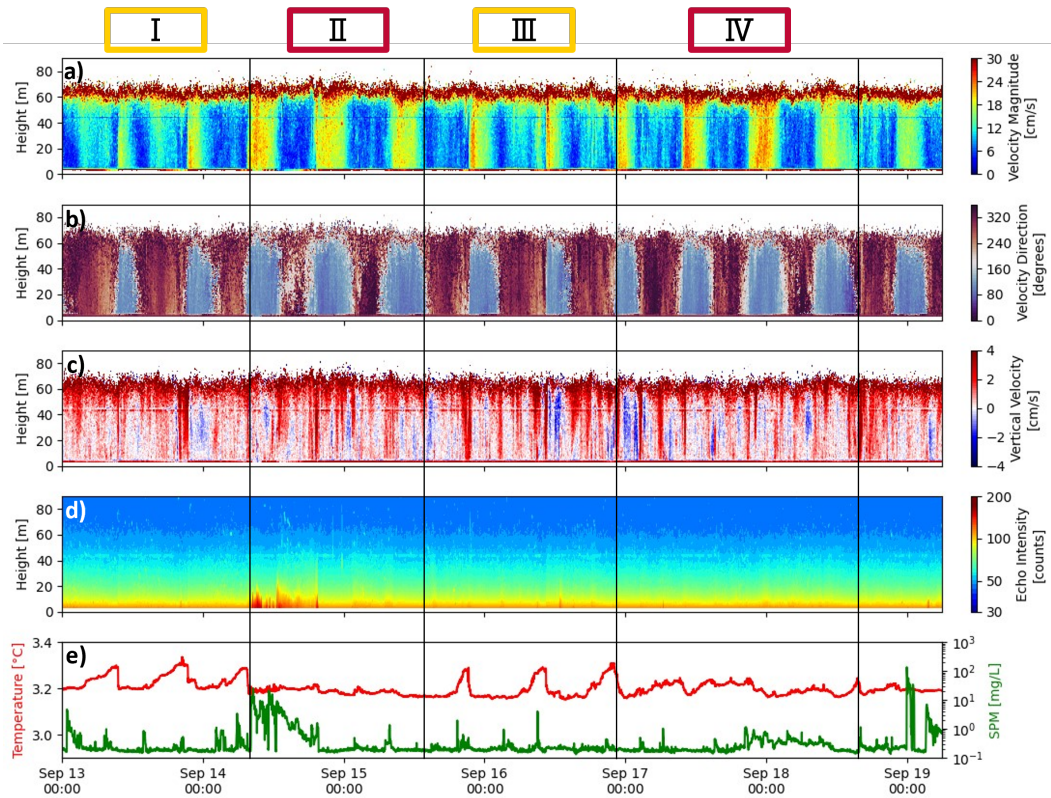 I II III IV
a)
80
60
40
20
0
Height [m]
30
24
18
12
6
0
Velocity Magnitude
[cm/s]
b)
80
60
40
20
0
Height [m]
320
240
160
80
0
Velocity Direction
[degrees]
c)
80
60
40
20
0
Height [m]
4
2
0
−2
−4
Vertical Velocity
[cm/s]
d)
80
60
40
20
0
Height [m]
200
100
50
30
Echo Intensity
[counts]
e)
3.4
3.2
3.0
Temperature [°C]
10³
10²
10¹
10⁰
10⁻¹
SPM [mg/L]
Sep 13 Sep 14 Sep 15 Sep 16 Sep 17 Sep 18 Sep 19
00:00 00:00 00:00 00:00 00:00 00:00 00:00